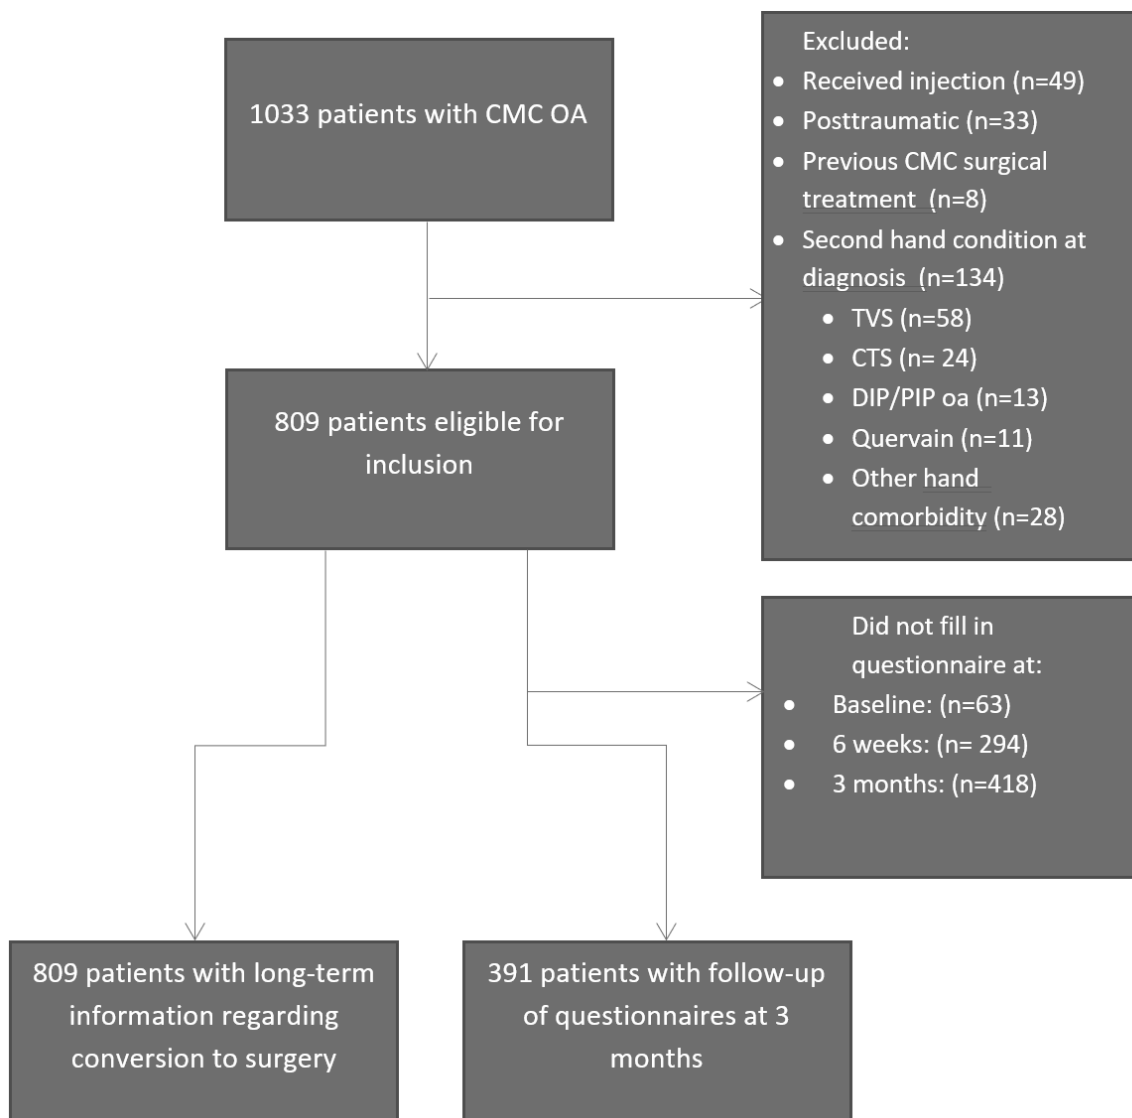 1033 patients with CMC OA
Excluded:
• Received injection (n=49)
• Posttraumatic (n=33)
• Previous CMC surgical
treatment (n=8)
• Second hand condition at
diagnosis (n=134)
• TVS (n=58)
• CTS (n= 24)
• DIP/PIP oa (n=13)
• Quervain (n=11)
• Other hand
comorbidity (n=28)
809 patients eligible for
inclusion
Did not fill in
questionnaire at:
• Baseline: (n=63)
• 6 weeks: (n= 294)
• 3 months: (n=418)
809 patients with long-term
information regarding
conversion to surgery
391 patients with follow-up
of questionnaires at 3
months